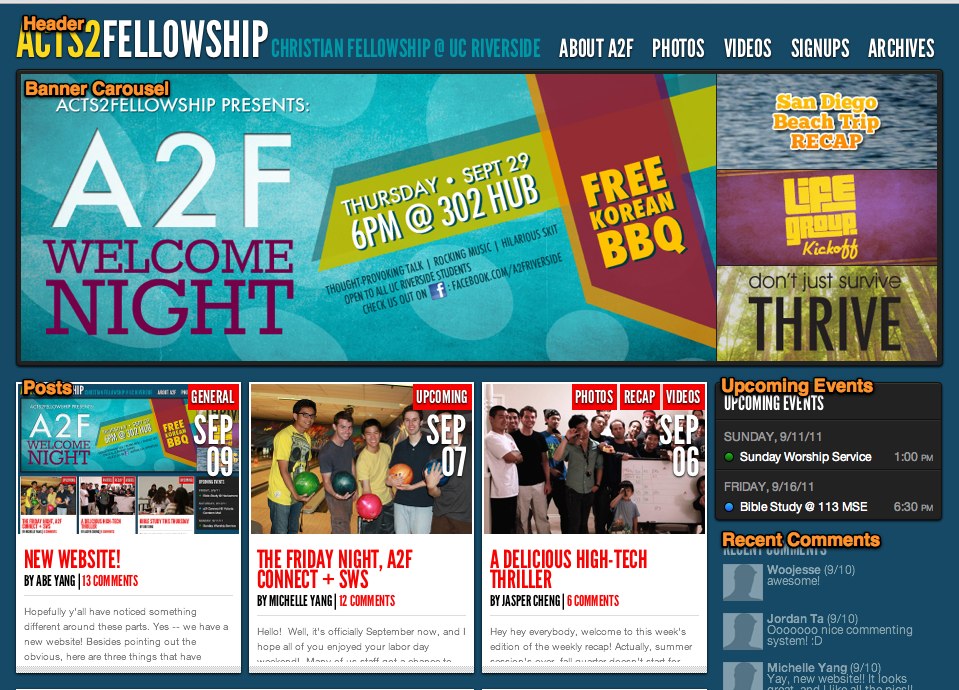 Header
ACTS2FELLOWSHIP CHRISTIAN FELLOWSHIP @ UC RIVERSIDE ABOUT A2F PHOTOS VIDEOS SIGNUPS ARCHIVES
Banner Carousel
ACTS2FELLOWSHIP PRESENTS:
A2F
WELCOME
NIGHT
THURSDAY • SEPT 29
6PM @ 302 HUB
THOUGHT-PROVOKING TALK | ROCKING MUSIC | HILARIOUS SKIT
OPEN TO ALL UC RIVERSIDE STUDENTS
CHECK US OUT ON f : FACEBOOK.COM/A2FRIVERSIDE
FREE
KOREAN
BBQ
San Diego
Beach Trip
RECAP
LIFE
GROUP
Kickoff
don't just survive
THRIVE
Posts
GENERAL
SEP
09
ACTS2FELLOWSHIP PRESENTS:
A2F
WELCOME
NIGHT
FREE
KOREAN
BBQ
NEW WEBSITE!
BY ABE YANG | 13 COMMENTS
Hopefully y'all have noticed something
different around these parts. Yes -- we have a
new website! Besides pointing out the
obvious, here are three things that have
UPCOMING
SEP
07
THE FRIDAY NIGHT, A2F
CONNECT + SWS
BY MICHELLE YANG | 12 COMMENTS
Hello! Well, it's officially September now, and I
hope all of you enjoyed your labor day
weekend! Many of us staff got a chance to
PHOTOS RECAP VIDEOS
SEP
06
A DELICIOUS HIGH-TECH
THRILLER
BY JASPER CHENG | 6 COMMENTS
Hey hey everybody, welcome to this week's
edition of the weekly recap! Actually, summer
session's over, fall quarter doesn't start for
Upcoming Events
UPCOMING EVENTS
SUNDAY, 9/11/11
Sunday Worship Service 1:00 PM
FRIDAY, 9/16/11
Bible Study @ 113 MSE 6:30 PM
Recent Comments
RECENT COMMENTS
Woojesse (9/10)
awesome!
Jordan Ta (9/10)
Ooooooo nice commenting
system! :D
Michelle Yang (9/10)
Yay, new website!! It looks
great, and I like all the pics!!